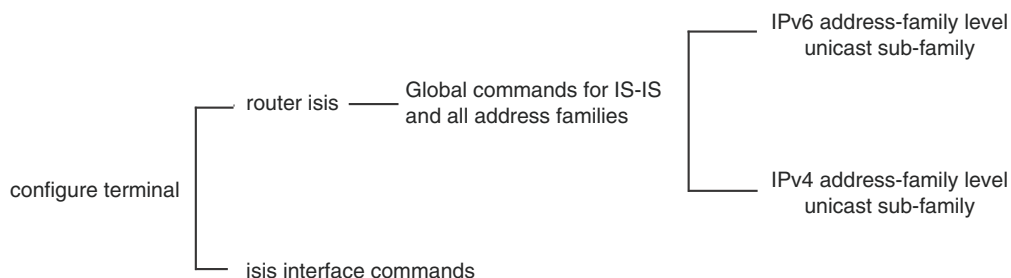 IPv6 address-family level
unicast sub-family
router isis
Global commands for IS-IS
and all address families
configure terminal
IPv4 address-family level
unicast sub-family
isis interface commands